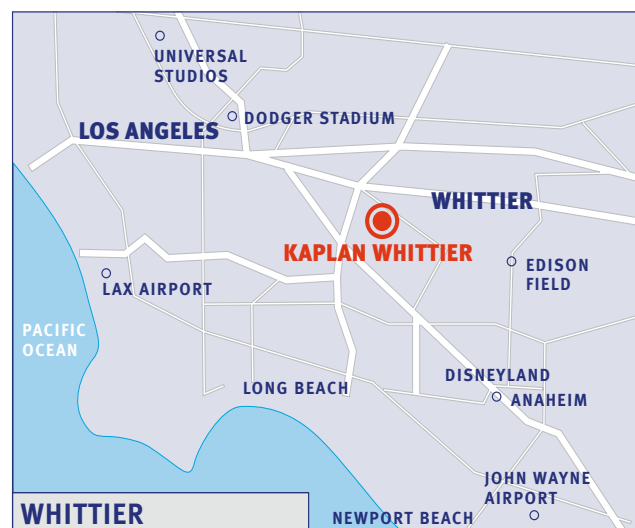 UNIVERSAL
STUDIOS
DODGER STADIUM
LOS ANGELES
WHITTIER
KAPLAN WHITTIER
EDISON
FIELD
LAX AIRPORT
PACIFIC
OCEAN
DISNEYLAND
LONG BEACH
ANAHEIM
JOHN WAYNE
AIRPORT
WHITTIER
NEWPORT BEACH